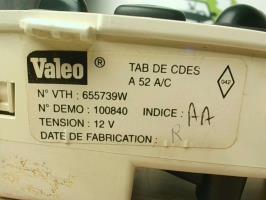 Valeo ® TAB DE CDES
A 52 A/C 042
N° VTH : 655739W
N° DEMO : 100840 INDICE : AA
TENSION : 12 V
DATE DE FABRICATION : R